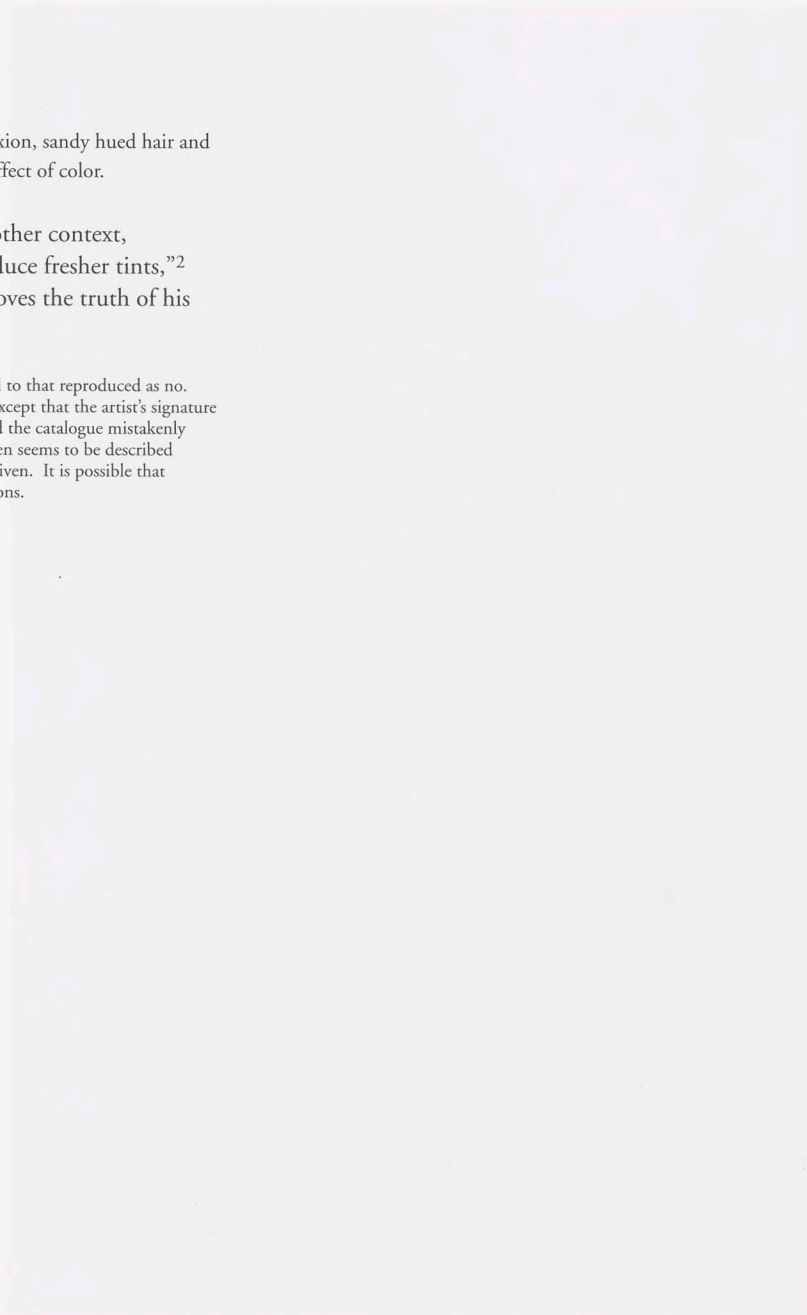 xion, sandy hued hair and
ffect of color.
other context,
duce fresher tints,”2
oves the truth of his
to that reproduced as no.
xcept that the artist’s signature
the catalogue mistakenly
en seems to be described
iven. It is possible that
ons.